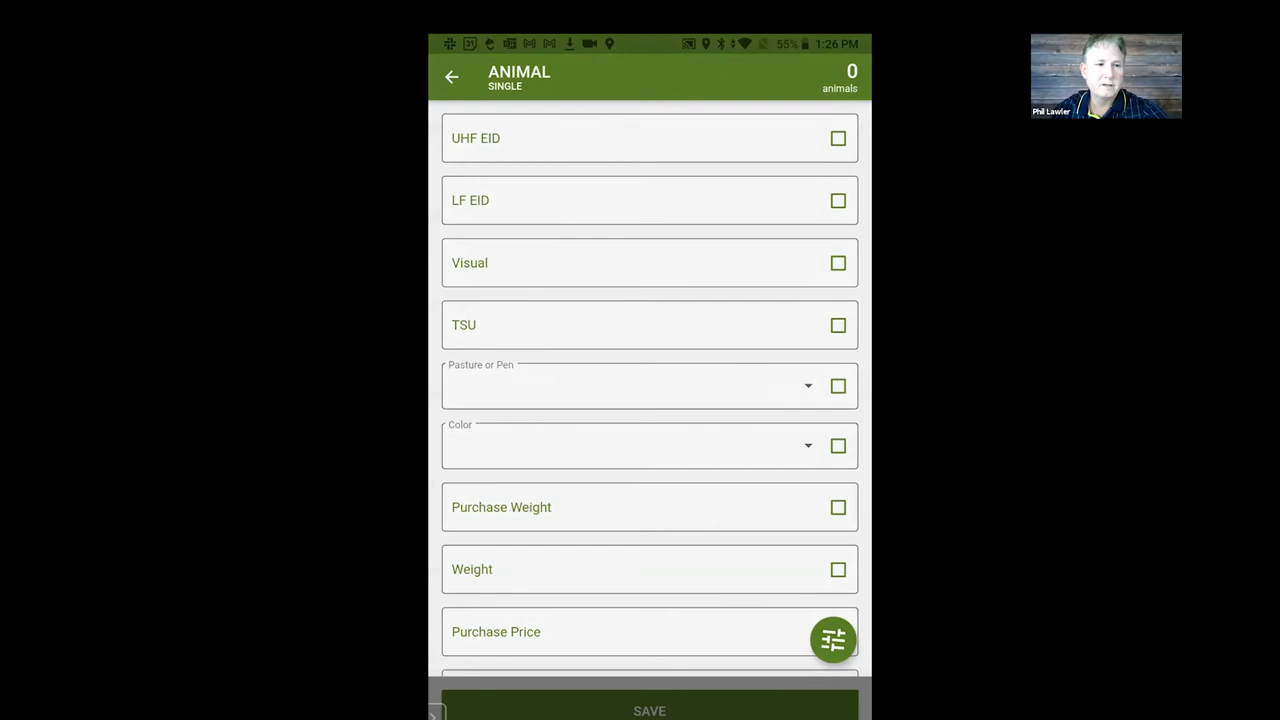 31 55% 1:26 PM
ANIMAL 0
SINGLE animals
Phil Lawler
UHF EID
LF EID
Visual
TSU
Pasture or Pen
Color
Purchase Weight
Weight
Purchase Price
SAVE